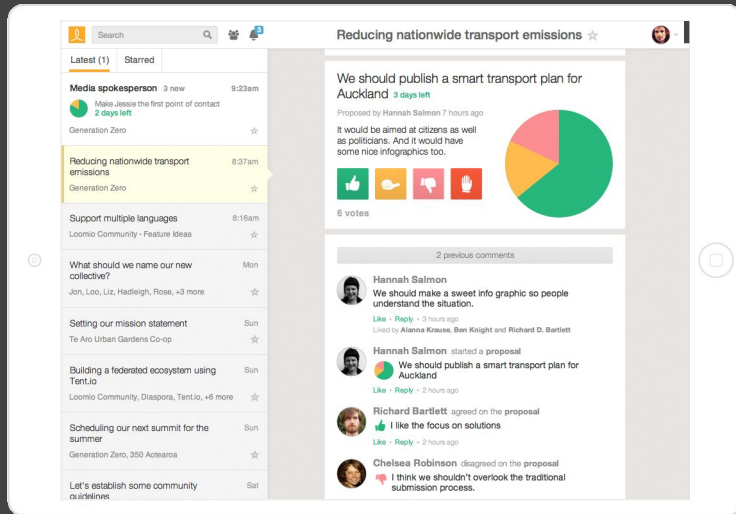 Search
3
Reducing nationwide transport emissions
Latest (1)
Starred
Media spokesperson 3 new 9:23am
Make Jessie the first point of contact
2 days left
Generation Zero
Reducing nationwide transport 8:37am
emissions
Generation Zero
Support multiple languages 8:16am
Loomio Community - Feature Ideas
What should we name our new Mon
collective?
Jon, Loo, Liz, Hadleigh, Rose, +3 more
Setting our mission statement Sun
Te Aro Urban Gardens Co-op
Building a federated ecosystem using Sun
Tent.io
Loomio Community, Diaspora, Tent.io, +6 more
Scheduling our next summit for the Sun
summer
Generation Zero, 350 Aotearoa
Let's establish some community Sat
guidelines
We should publish a smart transport plan for
Auckland 3 days left
Proposed by Hannah Salmon 7 hours ago
It would be aimed at citizens as well
as politicians. And it would have
some nice infographics too.
6 votes
2 previous comments
Hannah Salmon
We should make a sweet info graphic so people
understand the situation.
Like · Reply · 3 hours ago
Liked by Alanna Krause, Ben Knight and Richard D. Bartlett
Hannah Salmon started a proposal
We should publish a smart transport plan for
Auckland
Like · Reply · 2 hours ago
Richard Bartlett agreed on the proposal
I like the focus on solutions
Like · Reply · 2 hours ago
Chelsea Robinson disagreed on the proposal
I think we shouldn't overlook the traditional
submission process.